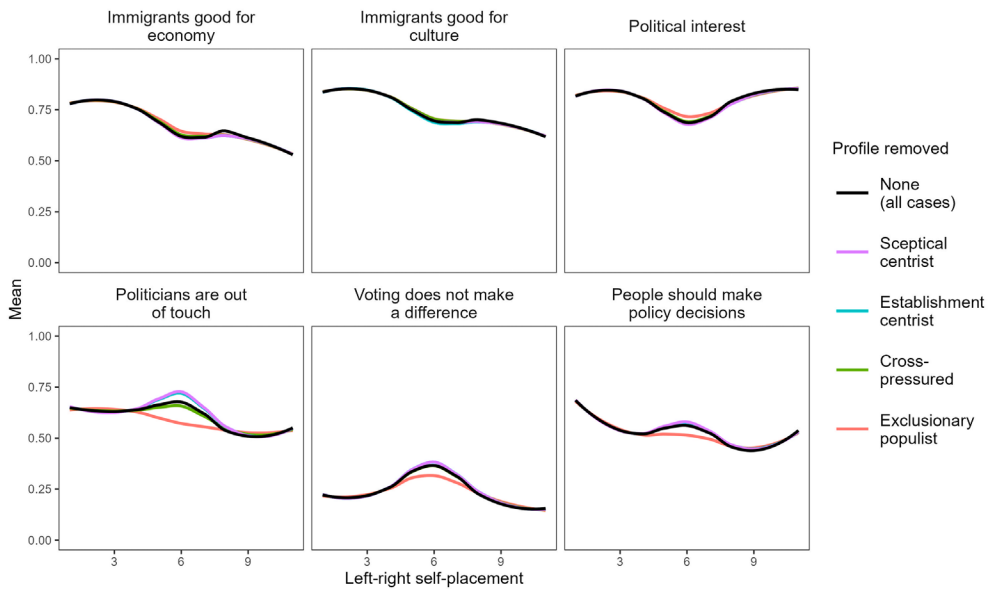 Immigrants good for
economy
Immigrants good for
culture
Political interest
1.00
0.75
0.50
0.25
0.00
Politicians are out
of touch
Voting does not make
a difference
People should make
policy decisions
1.00
0.75
0.50
0.25
0.00
Mean
3
6
9
3
6
9
3
6
9
Left-right self-placement
Profile removed
None
(all cases)
Sceptical
centrist
Establishment
centrist
Cross-
pressured
Exclusionary
populist